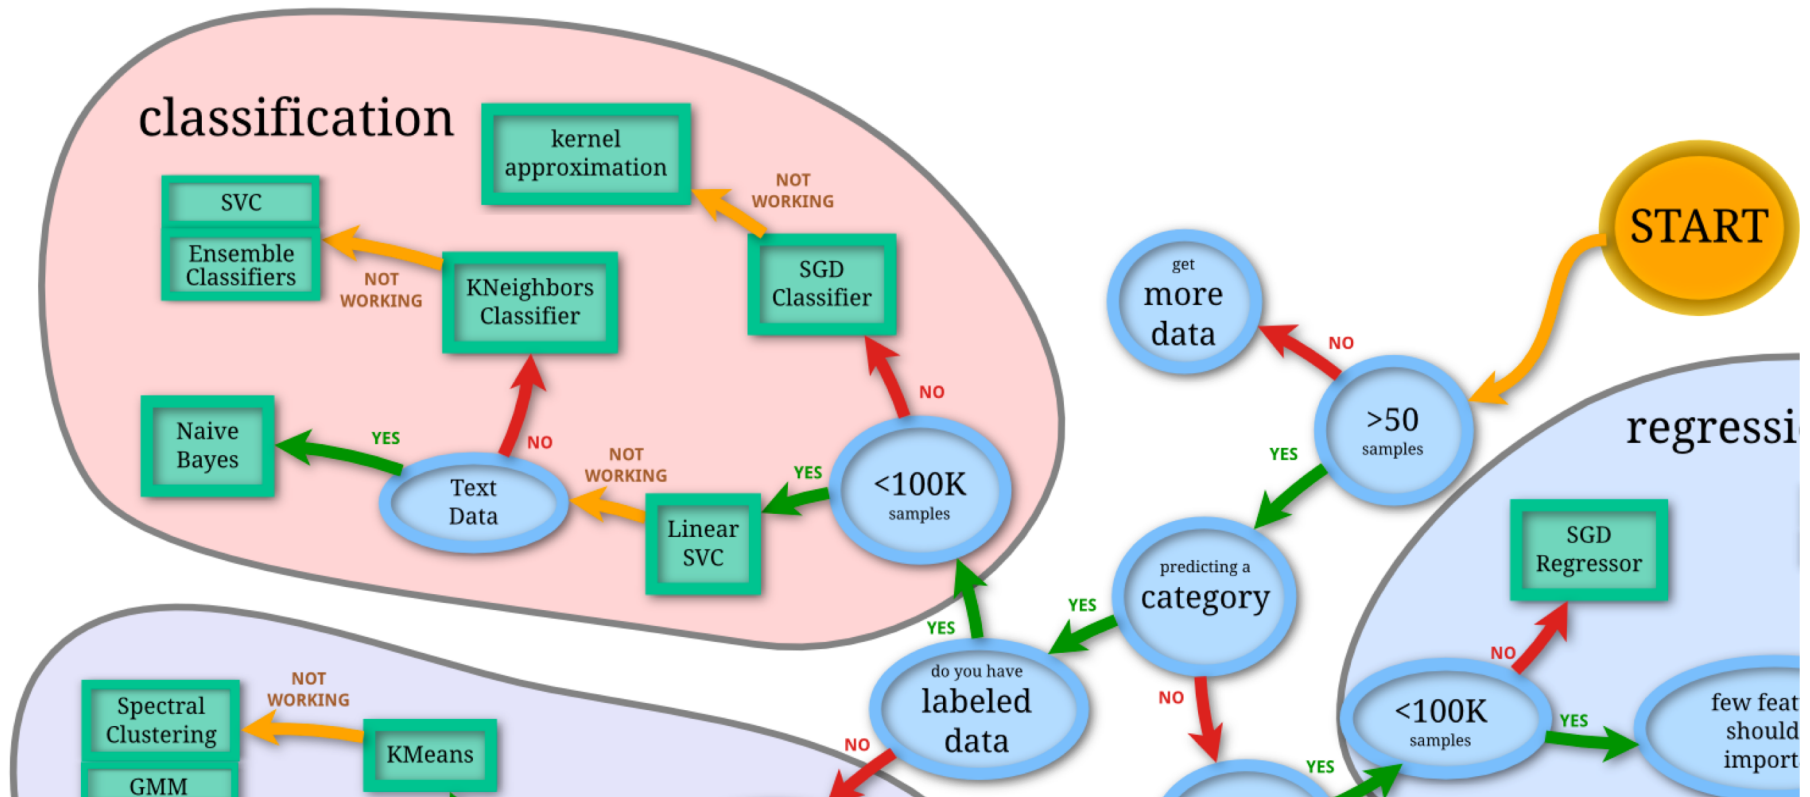 classification
kernel
approximation
NOT
WORKING
SVC
Ensemble
Classifiers
NOT
WORKING
KNeighbors
Classifier
SGD
Classifier
NO
Naive
Bayes
YES
NO
Text
Data
NOT
WORKING
Linear
SVC
YES
<100K
samples
START
get
more
data
NO
>50
samples
YES
predicting a
category
YES
NO
YES
do you have
labeled
data
NO
regressi
SGD
Regressor
NO
<100K
samples
YES
few feat
should
import
YES
Spectral
Clustering
GMM
NOT
WORKING
KMeans